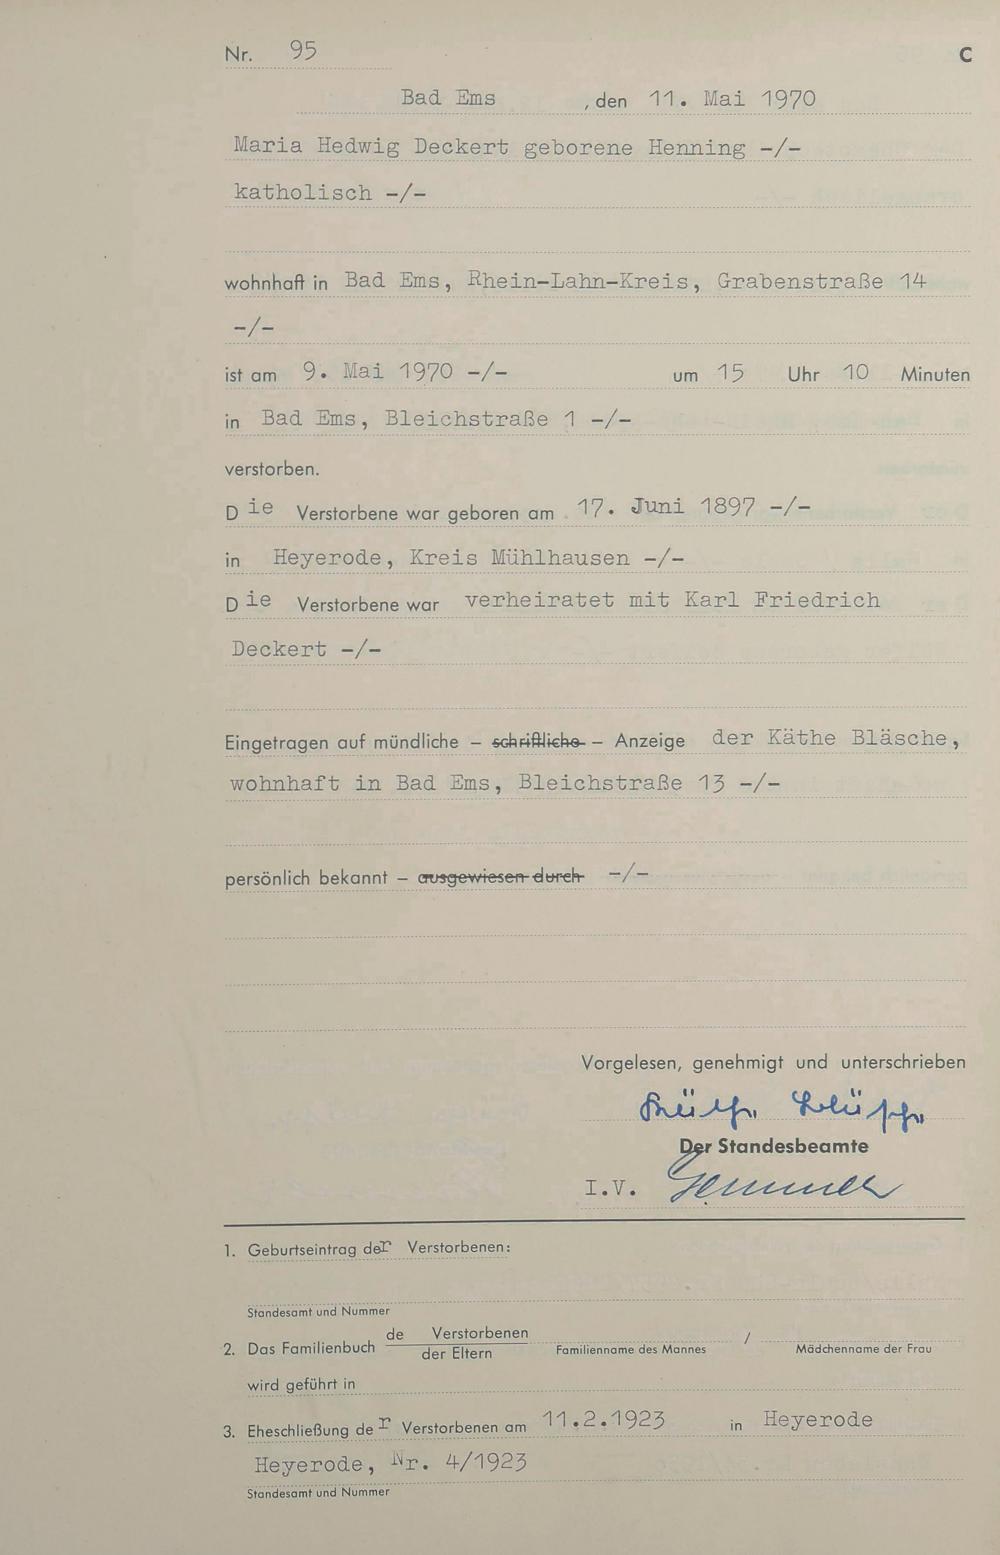 Nr. 95 C
Bad Ems , den 11. Mai 1970
Maria Hedwig Deckert geborene Henning -/-
katholisch -/-
wohnhaft in Bad Ems, Rhein-Lahn-Kreis, Grabenstraße 14
-/-
ist am 9. Mai 1970 -/- um 15 Uhr 10 Minuten
in Bad Ems, Bleichstraße 1 -/-
verstorben.
Die Verstorbene war geboren am 17. Juni 1897 -/-
in Heyerode, Kreis Mühlhausen -/-
Die Verstorbene war verheiratet mit Karl Friedrich
Deckert -/-
Eingetragen auf mündliche – schriftliche – Anzeige der Käthe Bläsche,
wohnhaft in Bad Ems, Bleichstraße 13 -/-
persönlich bekannt – ausgewiesen durch -/-
Vorgelesen, genehmigt und unterschrieben
Käthe Bläsche
Der Standesbeamte
I.V.
1. Geburtseintrag der Verstorbenen:
Standesamt und Nummer
2. Das Familienbuch de Verstorbenen /
der Eltern Familienname des Mannes Mädchenname der Frau
wird geführt in
3. Eheschließung der Verstorbenen am 11.2.1923 in Heyerode
Heyerode, Nr. 4/1923
Standesamt und Nummer